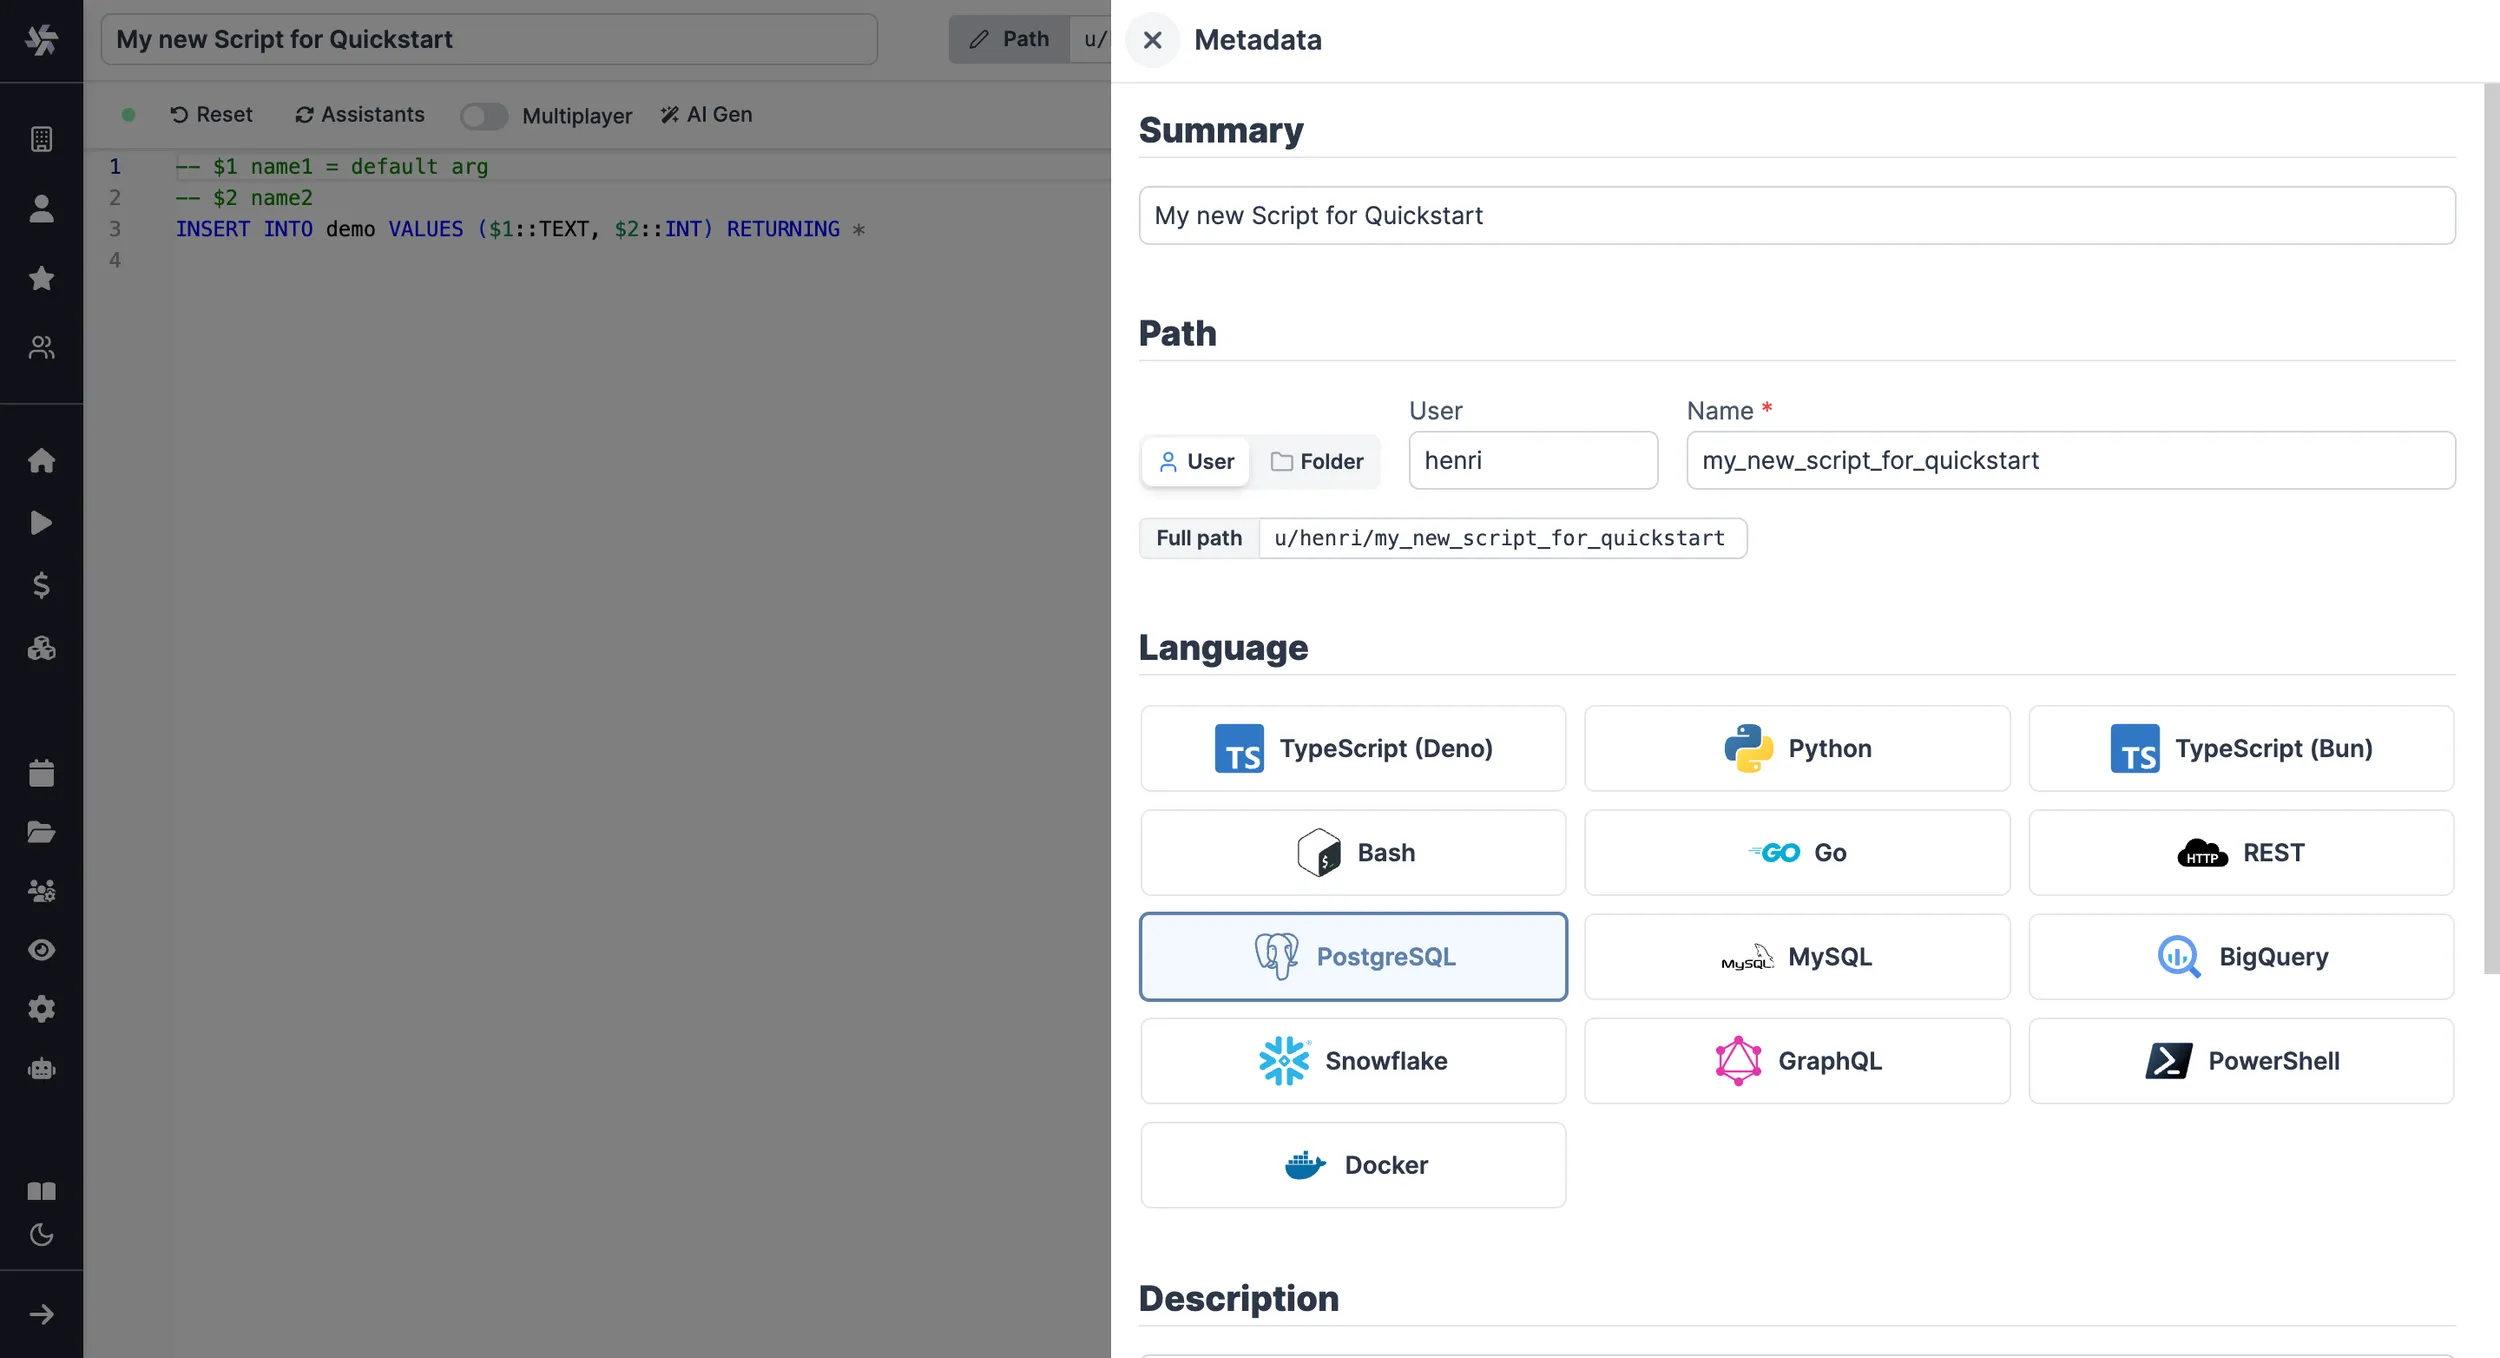 My new Script for Quickstart
Path
u/
Reset
Assistants
Multiplayer
AI Gen
1 -- $1 name1 = default arg
2 -- $2 name2
3 INSERT INTO demo VALUES ($1::TEXT, $2::INT) RETURNING *
4
Metadata
Summary
My new Script for Quickstart
Path
User
Name *
User
Folder
henri
my_new_script_for_quickstart
Full path
u/henri/my_new_script_for_quickstart
Language
TS TypeScript (Deno)
Python
TS TypeScript (Bun)
Bash
GO Go
HTTP REST
PostgreSQL
MySQL MySQL
BigQuery
Snowflake
GraphQL
PowerShell
Docker
Description